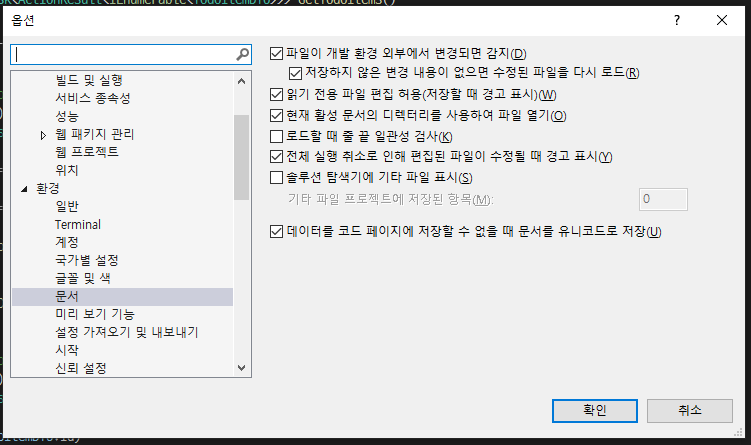 sk<ActionResult<IEnumerable<TodoItemDTO>>> GetTodoItems()
옵션
?
빌드 및 실행
서비스 종속성
성능
웹 패키지 관리
웹 프로젝트
위치
환경
일반
Terminal
계정
국가별 설정
글꼴 및 색
문서
미리 보기 기능
설정 가져오기 및 내보내기
시작
신뢰 설정
파일이 개발 환경 외부에서 변경되면 감지(D)
저장하지 않은 변경 내용이 없으면 수정된 파일을 다시 로드(R)
읽기 전용 파일 편집 허용(저장할 때 경고 표시)(W)
현재 활성 문서의 디렉터리를 사용하여 파일 열기(O)
로드할 때 줄 끝 일관성 검사(K)
전체 실행 취소로 인해 편집된 파일이 수정될 때 경고 표시(Y)
솔루션 탐색기에 기타 파일 표시(S)
기타 파일 프로젝트에 저장된 항목(M):
0
데이터를 코드 페이지에 저장할 수 없을 때 문서를 유니코드로 저장(U)
확인
취소